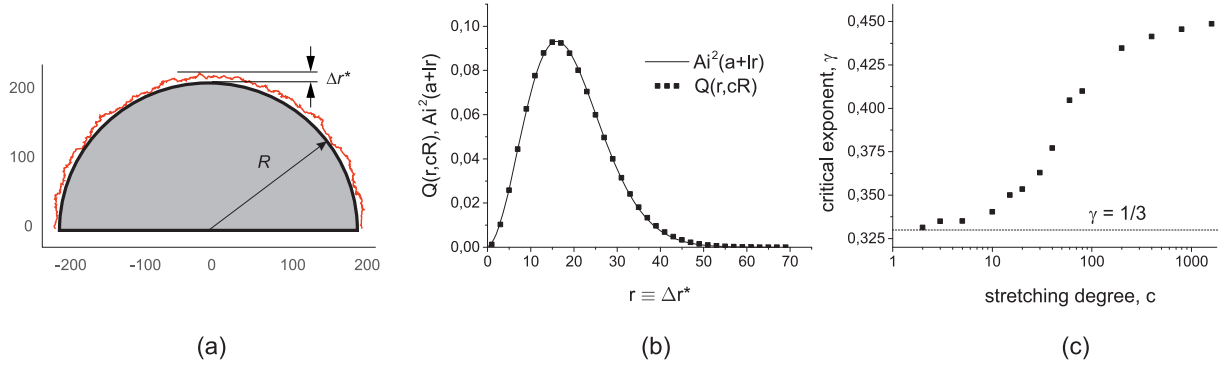 200
100
0
-200
-100
0
100
200
Δr*
R
(a)
Q(r,cR), Ai²(a+lr)
0,10
0,08
0,06
0,04
0,02
0,00
0 10 20 30 40 50 60 70
r ≡ Δr*
Ai²(a+lr)
Q(r,cR)
(b)
critical exponent, γ
0,450
0,425
0,400
0,375
0,350
0,325
γ = 1/3
1 10 100 1000
stretching degree, c
(c)